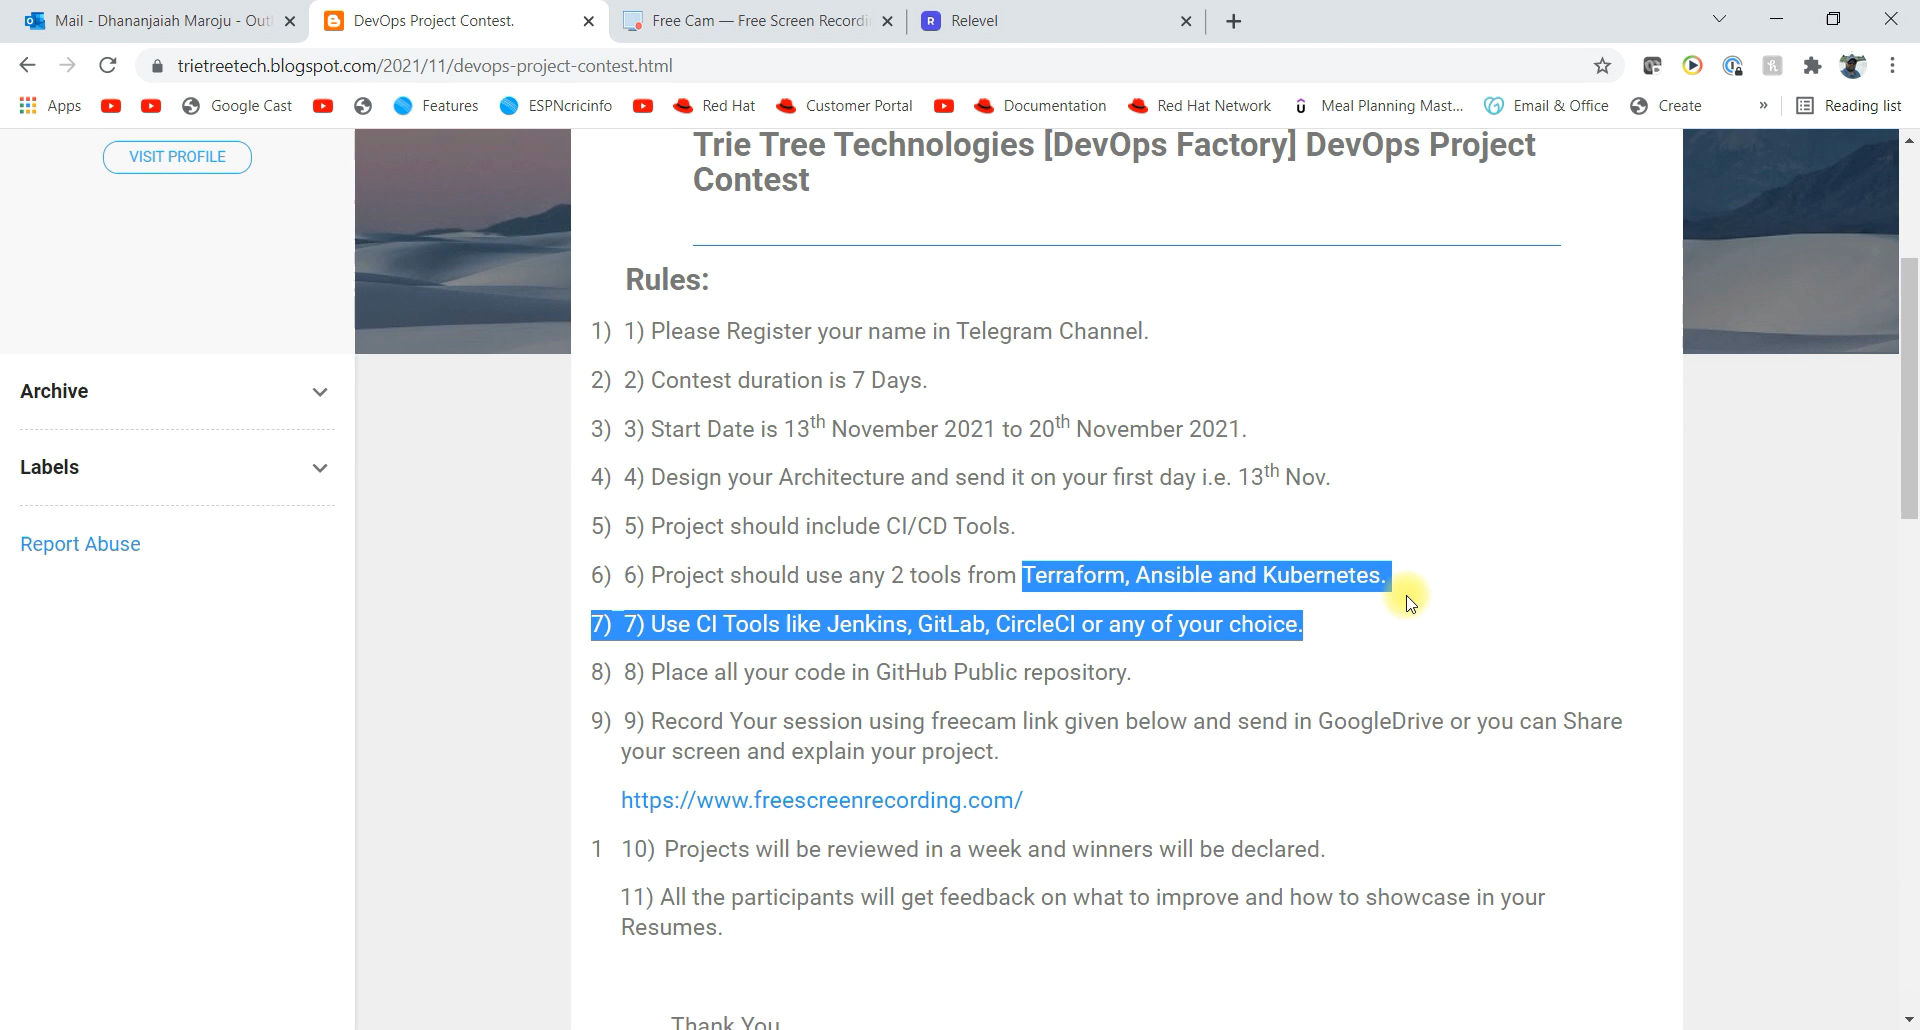 Mail - Dhananjaiah Maroju - Outl
DevOps Project Contest.
Free Cam — Free Screen Recordi
R
Relevel
trietreetech.blogspot.com/2021/11/devops-project-contest.html
Apps
Google Cast
Features
ESPNcricinfo
Red Hat
Customer Portal
Documentation
Red Hat Network
Meal Planning Mast...
Email & Office
Create
»
Reading list
VISIT PROFILE
Archive
Labels
Report Abuse
Trie Tree Technologies [DevOps Factory] DevOps Project
Contest
Rules:
1) 1) Please Register your name in Telegram Channel.
2) 2) Contest duration is 7 Days.
3) 3) Start Date is 13th November 2021 to 20th November 2021.
4) 4) Design your Architecture and send it on your first day i.e. 13th Nov.
5) 5) Project should include CI/CD Tools.
6) 6) Project should use any 2 tools from Terraform, Ansible and Kubernetes.
7) 7) Use CI Tools like Jenkins, GitLab, CircleCI or any of your choice.
8) 8) Place all your code in GitHub Public repository.
9) 9) Record Your session using freecam link given below and send in GoogleDrive or you can Share
your screen and explain your project.
https://www.freescreenrecording.com/
1 10) Projects will be reviewed in a week and winners will be declared.
11) All the participants will get feedback on what to improve and how to showcase in your
Resumes.
Thank You